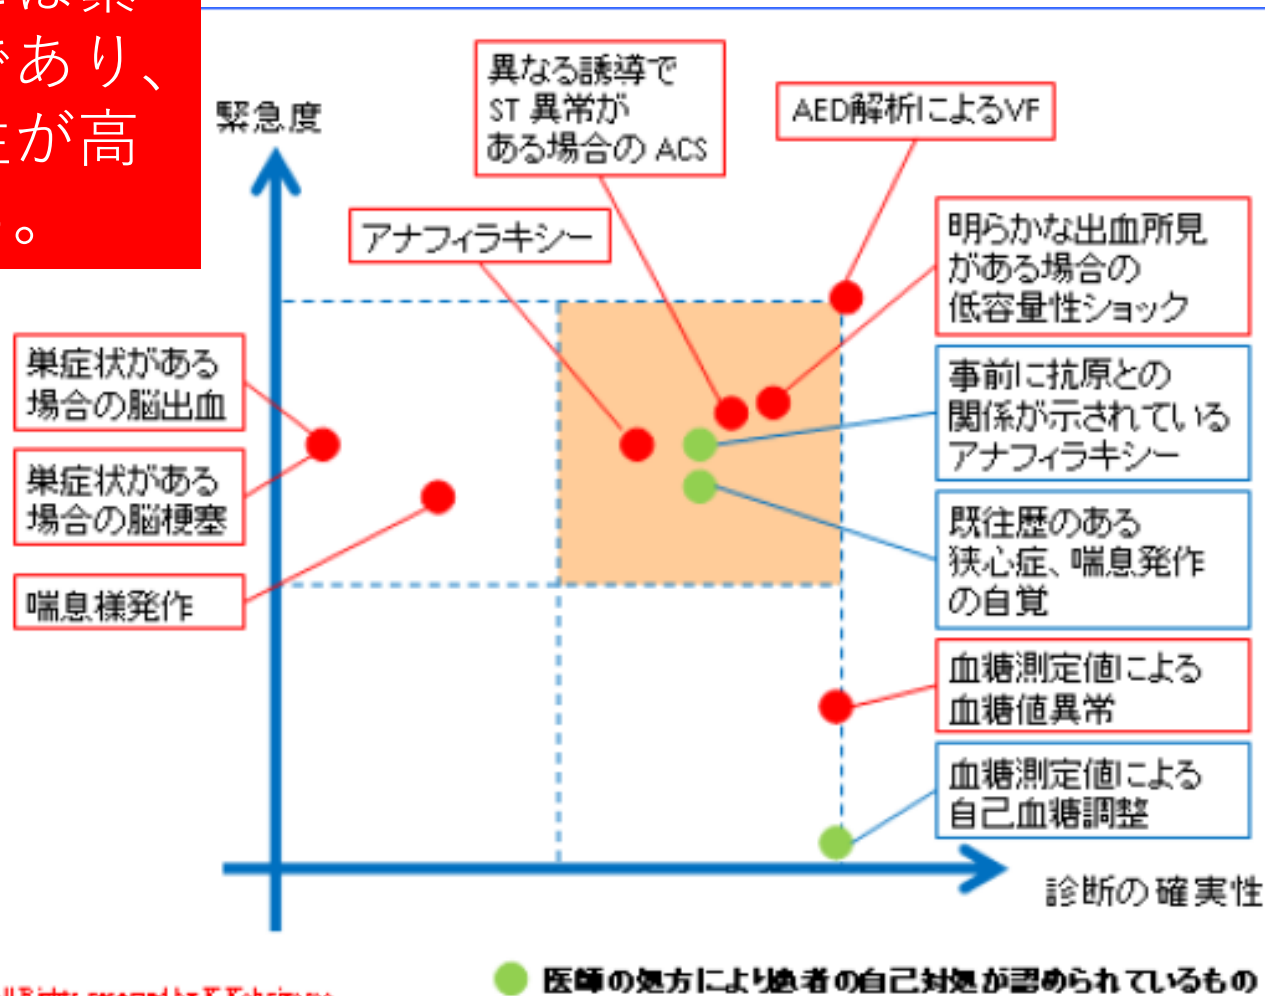 であり、
が高
。
緊急度
異なる誘導で
ST 異常が
ある場合の ACS
AED解析によるVF
アナフィラキシー
明らかな出血所見
がある場合の
低容量性ショック
巣症状がある
場合の脳出血
事前に抗原との
関係が示されている
アナフィラキシー
巣症状がある
場合の脳梗塞
既往歴のある
狭心症、喘息発作
の自覚
喘息様発作
血糖測定値による
血糖値異常
血糖測定値による
自己血糖調整
診断の確実性
医師の処方により患者の自己対処が認められているもの